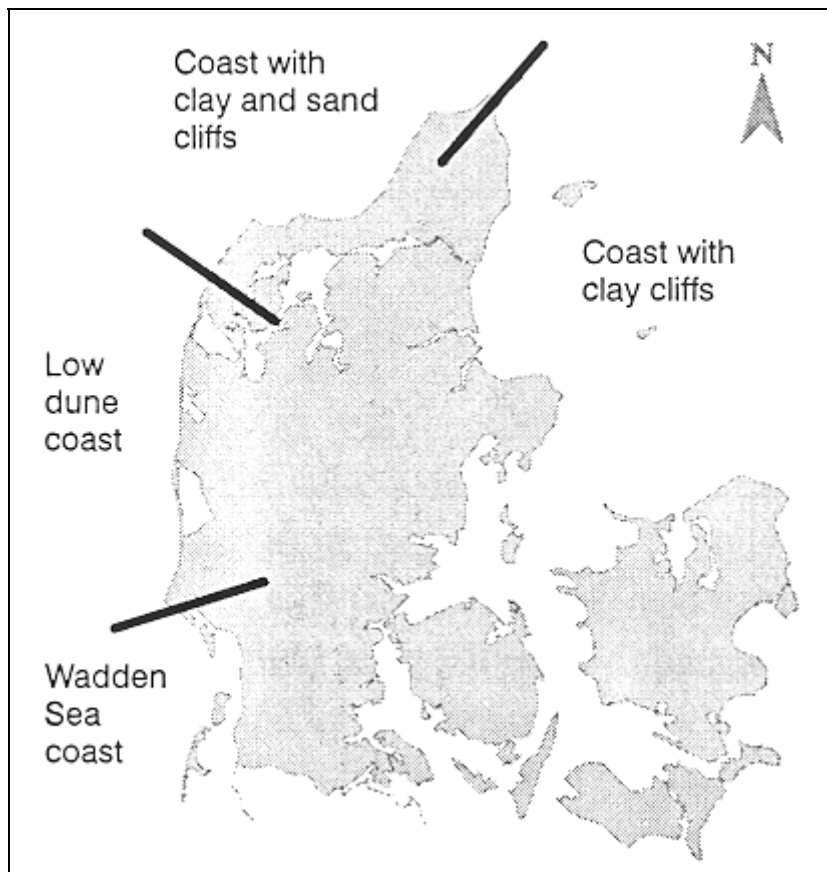 Coast with
clay and sand
cliffs
N
Coast with
clay cliffs
Low
dune
coast
Wadden
Sea
coast